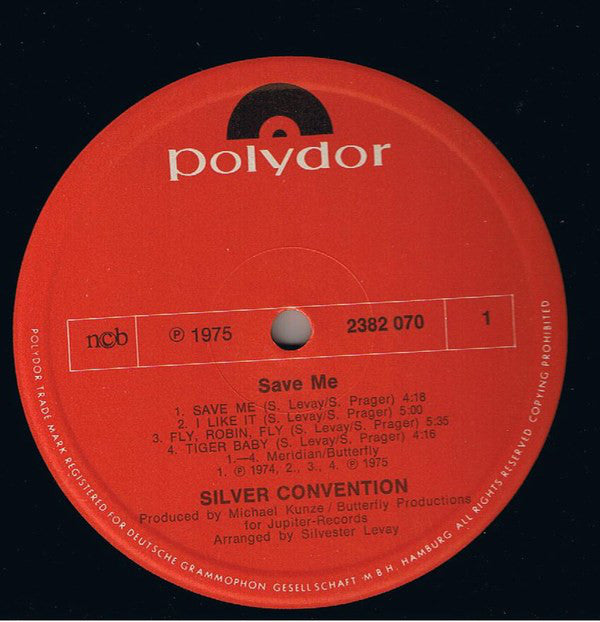 polydor
ncb ℗ 1975 2382 070 1
Save Me
1. SAVE ME (S. Levay/S. Prager) 4:18
2. I LIKE IT (S. Levay/S. Prager) 5:00
3. FLY, ROBIN, FLY (S. Levay/S. Prager) 5:35
4. TIGER BABY (S. Levay/S. Prager) 4:16
1.—4. Meridian/Butterfly
1. ℗ 1974, 2., 3., 4. ℗ 1975
SILVER CONVENTION
Produced by Michael Kunze / Butterfly Productions
for Jupiter-Records
Arranged by Silvester Levay
POLYDOR TRADE MARK REGISTERED FOR DEUTSCHE GRAMMOPHON GESELLSCHAFT · M B H, HAMBURG ALL RIGHTS RESERVED COPYING PROHIBITED